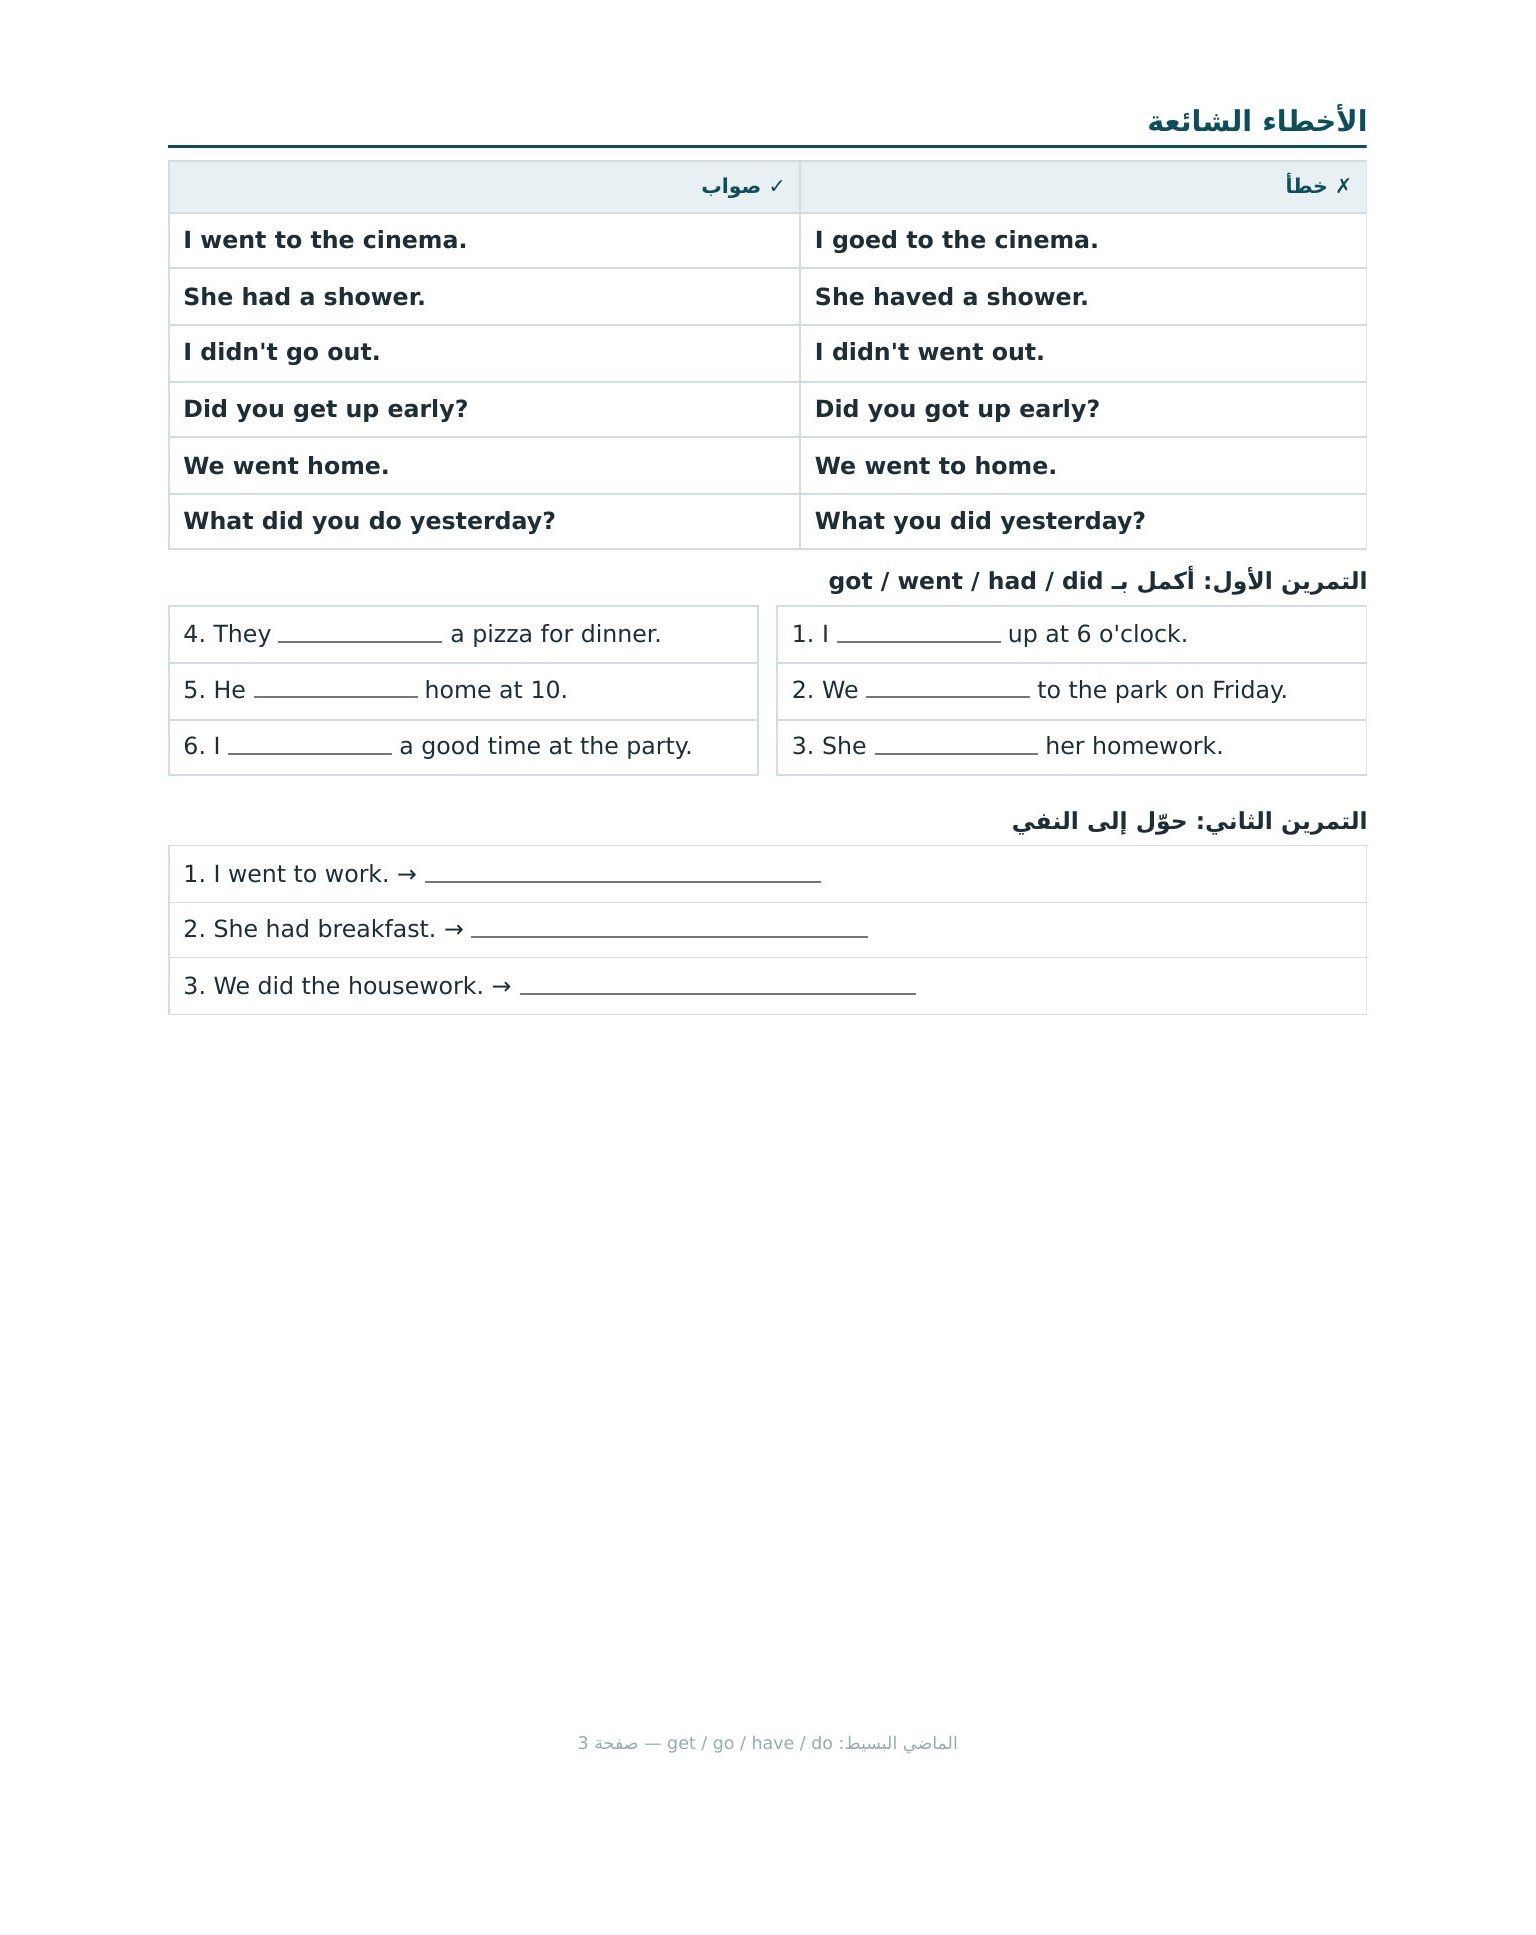 الأخطاء الشائعة
✗ خطأ	✓ صواب
I goed to the cinema.	I went to the cinema.
She haved a shower.	She had a shower.
I didn't went out.	I didn't go out.
Did you got up early?	Did you get up early?
We went to home.	We went home.
What you did yesterday?	What did you do yesterday?
التمرين الأول: أكمل بـ got / went / had / did
1. I ____________ up at 6 o'clock.
2. We ____________ to the park on Friday.
3. She ____________ her homework.
4. They ____________ a pizza for dinner.
5. He ____________ home at 10.
6. I ____________ a good time at the party.
التمرين الثاني: حوّل إلى النفي
1. I went to work. → ______________________________
2. She had breakfast. → ______________________________
3. We did the housework. → ______________________________
الماضي البسيط: get / go / have / do — صفحة 3